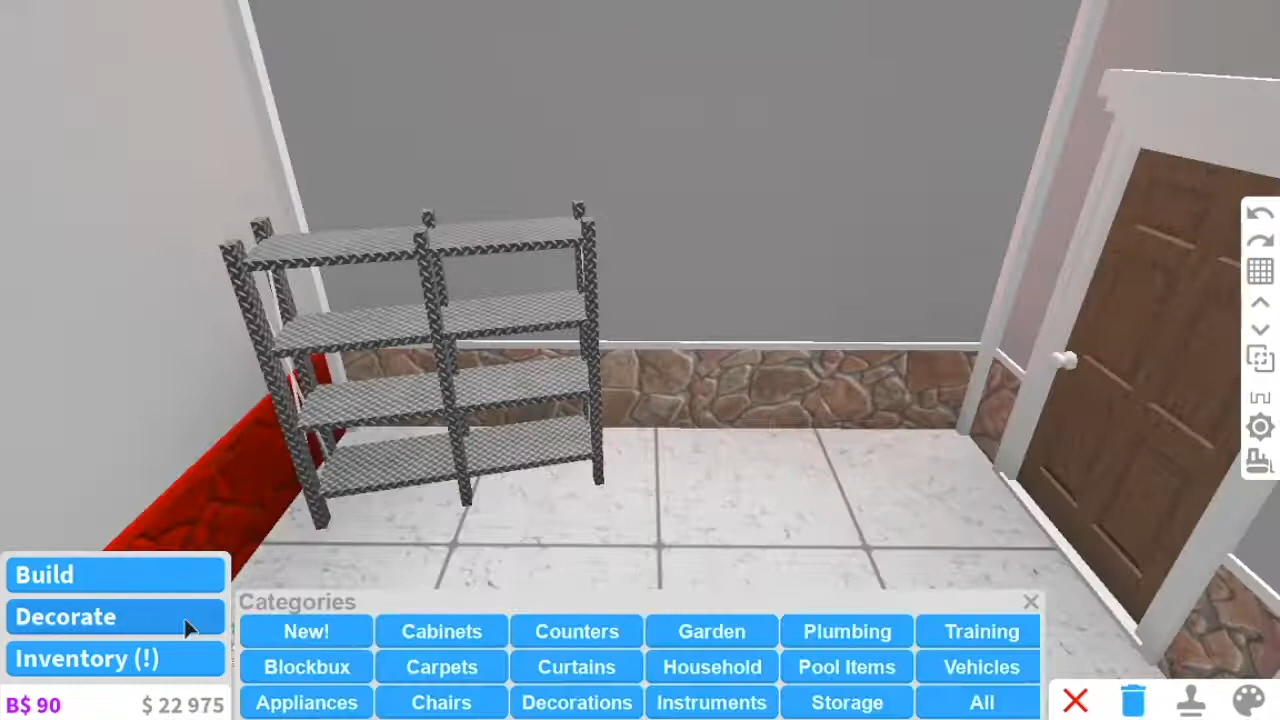 Build
Decorate
Inventory (!)
B$ 90 $ 22 975
Categories
New! Cabinets Counters Garden Plumbing Training
Blockbux Carpets Curtains Household Pool Items Vehicles
Appliances Chairs Decorations Instruments Storage All